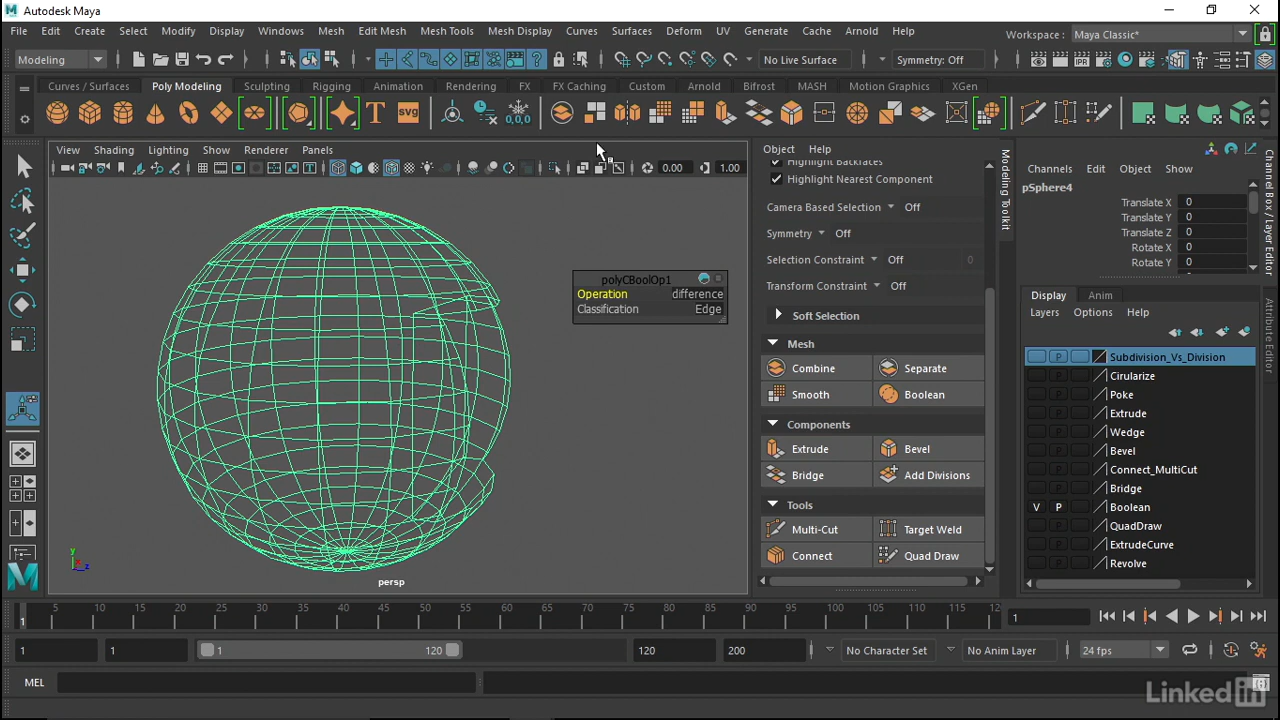 Autodesk Maya
File Edit Create Select Modify Display Windows Mesh Edit Mesh Mesh Tools Mesh Display Curves Surfaces Deform UV Generate Cache Arnold Help Workspace : Maya Classic*
Modeling No Live Surface Symmetry: Off
Curves / Surfaces Poly Modeling Sculpting Rigging Animation Rendering FX FX Caching Custom Arnold Bifrost MASH Motion Graphics XGen
T SVG 0,0,0
View Shading Lighting Show Renderer Panels
0.00 1.00
polyCBoolOp1
Operation difference
Classification Edge
persp
Object Help
Highlight Backfaces
Highlight Nearest Component
Camera Based Selection Off
Symmetry Off
Selection Constraint Off 0
Transform Constraint Off
Soft Selection
Mesh
Combine Separate
Smooth Boolean
Components
Extrude Bevel
Bridge Add Divisions
Tools
Multi-Cut Target Weld
Connect Quad Draw
Modeling Toolkit
Channels Edit Object Show
pSphere4
Translate X 0
Translate Y 0
Translate Z 0
Rotate X 0
Rotate Y 0
Display Anim
Layers Options Help
Subdivision_Vs_Division
P Cirularize
P Poke
P Extrude
P Wedge
P Bevel
P Connect_MultiCut
P Bridge
V P Boolean
P QuadDraw
P ExtrudeCurve
P Revolve
Channel Box / Layer Editor
Attribute Editor
y
x
z
5 10 15 20 25 30 35 40 45 50 55 60 65 70 75 80 85 90 95 100 105 110 115 120
1 1
1 1 1 120 120 200 No Character Set No Anim Layer 24 fps
MEL
Linked in